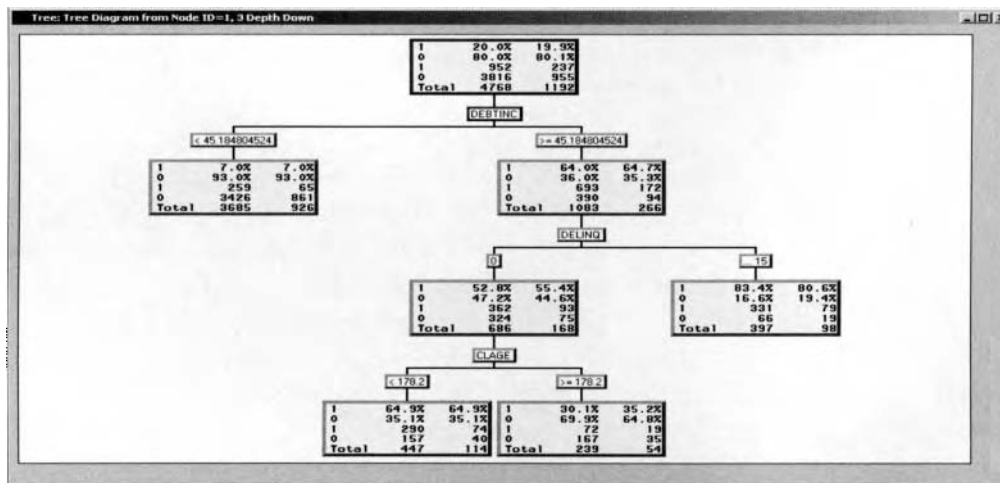 Tree: Tree Diagram from Node ID=1, 3 Depth Down
1 20.0% 19.9%
0 80.0% 80.1%
1 952 237
0 3816 955
Total 4768 1192
DEBTINC
< 45.184804524
>= 45.184804524
1 7.0% 7.0%
0 93.0% 93.0%
1 259 65
0 3426 861
Total 3685 926
1 64.0% 64.7%
0 36.0% 35.3%
1 693 172
0 390 94
Total 1083 266
DELINQ
0
... 15
1 52.8% 55.4%
0 47.2% 44.6%
1 362 93
0 324 75
Total 686 168
1 83.4% 80.6%
0 16.6% 19.4%
1 331 79
0 66 19
Total 397 98
CLAGE
< 178.2
>= 178.2
1 64.9% 64.9%
0 35.1% 35.1%
1 290 74
0 157 40
Total 447 114
1 30.1% 35.2%
0 69.9% 64.8%
1 72 19
0 167 35
Total 239 54